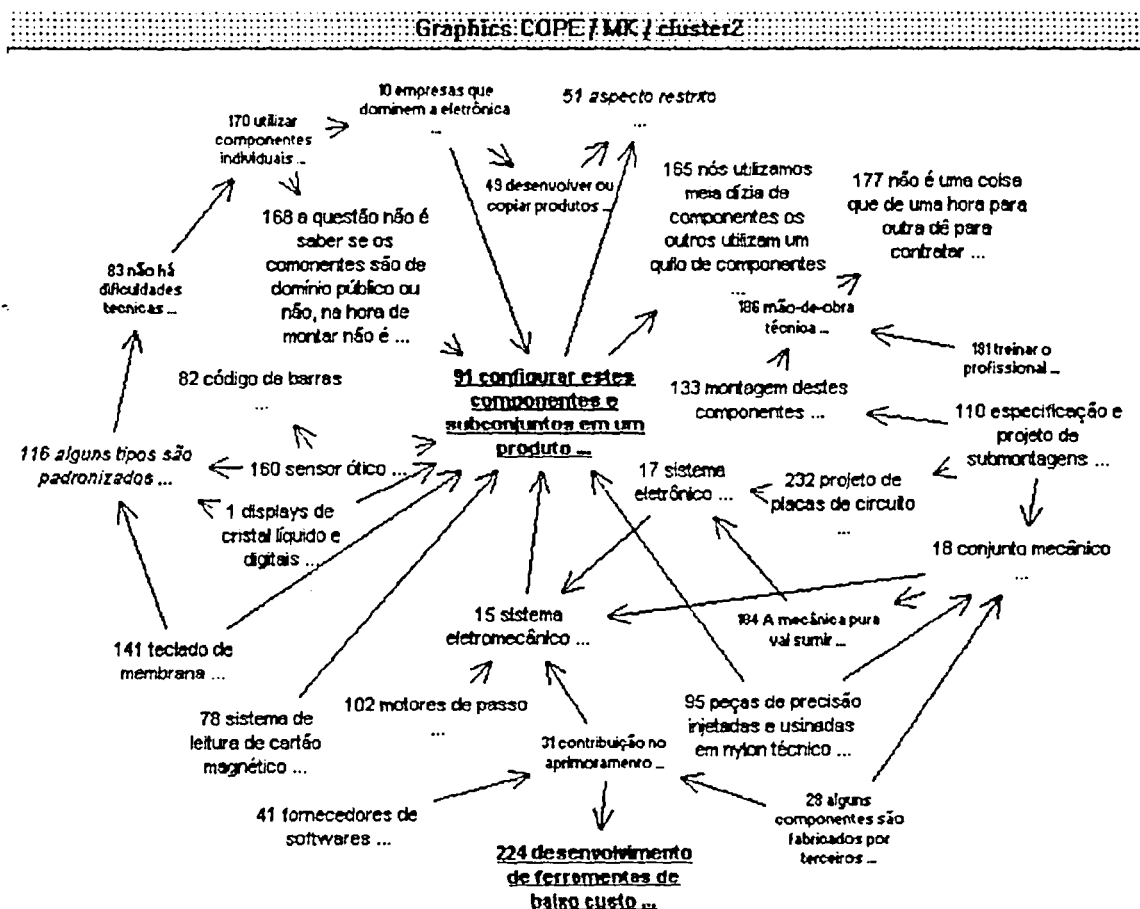 Graphics COPE / MK / cluster2
10 empresas que
dominem a eletrônica
...
51 aspecto restrito
...
170 utilizar
componentes
individuais ...
49 desenvolver ou
copiar produtos ...
165 nós utilizamos
meia dízia de
componentes os
outros utilizam um
quilo de componentes
...
177 não é uma coisa
que de uma hora para
outra dê para
contratar ...
168 a questão não é
saber se os
comonentes são de
domínio público ou
não, na hora de
montar não é ...
83 não há
dificuldades
tecnicas ...
186 mão-de-obra
técnica ...
181 treinar o
profissional ...
82 código de barras
...
91 configurar estes
componentes e
subconjuntos em um
produto ...
133 montagem destes
componentes ...
110 especificação e
projeto de
submontagens ...
116 alguns tipos são
padronizados ...
160 sensor ótico ...
17 sistema
eletrônico ...
232 projeto de
placas de circuito
...
1 displays de
cristal líquido e
digitais ...
18 conjunto mecânico
...
15 sistema
eletromecânico ...
184 A mecânica pura
vai sumir ...
141 teclado de
membrana ...
102 motores de passo
...
95 peças de precisão
injetadas e usinadas
em nylon técnico ...
78 sistema de
leitura de cartão
magnético ...
31 contribuição no
aprimoramento ...
41 fornecedores de
softwares ...
28 alguns
componentes são
fabricados por
terceiros ...
224 desenvolvimento
de ferramentas de
baixo custo ...